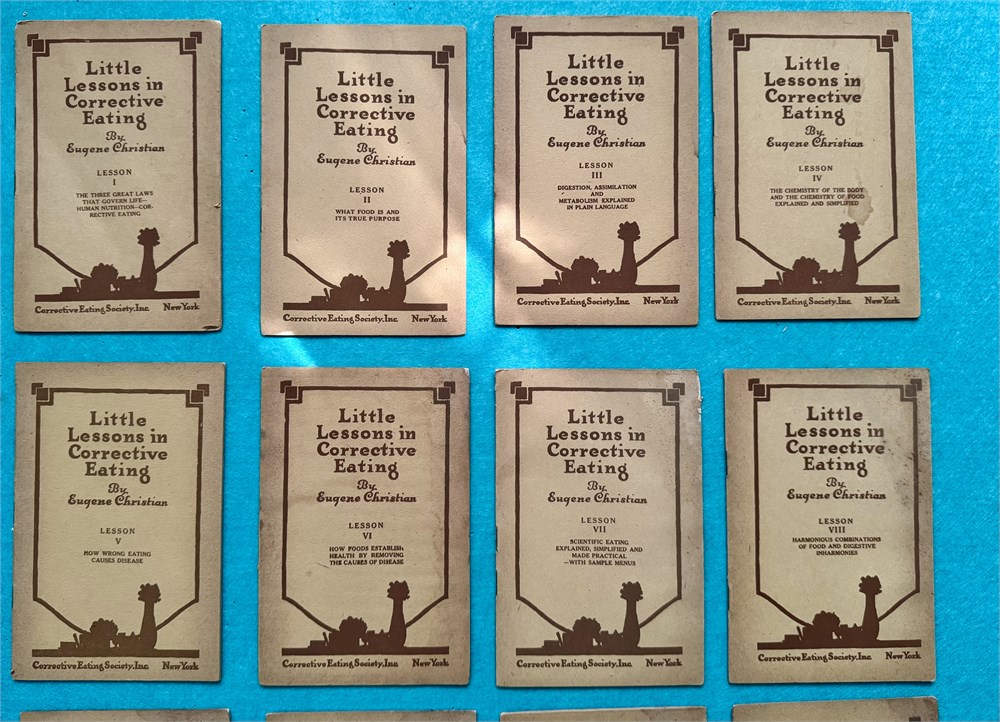 Little
Lessons in
Corrective
Eating
By
Eugene Christian
LESSON
I
THE THREE GREAT LAWS
THAT GOVERN LIFE—
HUMAN NUTRITION—COR-
RECTIVE EATING
Corrective Eating Society, Inc. New York
Little
Lessons in
Corrective
Eating
By
Eugene Christian
LESSON
II
WHAT FOOD IS AND
ITS TRUE PURPOSE
Corrective Eating Society, Inc. New York
Little
Lessons in
Corrective
Eating
By
Eugene Christian
LESSON
III
DIGESTION, ASSIMILATION
AND
METABOLISM EXPLAINED
IN PLAIN LANGUAGE
Corrective Eating Society, Inc. New York
Little
Lessons in
Corrective
Eating
By
Eugene Christian
LESSON
IV
THE CHEMISTRY OF THE BODY
AND THE CHEMISTRY OF FOOD
EXPLAINED AND SIMPLIFIED
Corrective Eating Society, Inc. New York
Little
Lessons in
Corrective
Eating
By
Eugene Christian
LESSON
V
HOW WRONG EATING
CAUSES DISEASE
Corrective Eating Society, Inc. New York
Little
Lessons in
Corrective
Eating
By
Eugene Christian
LESSON
VI
HOW FOODS ESTABLISH
HEALTH BY REMOVING
THE CAUSES OF DISEASE
Corrective Eating Society, Inc. New York
Little
Lessons in
Corrective
Eating
By
Eugene Christian
LESSON
VII
SCIENTIFIC EATING
EXPLAINED, SIMPLIFIED AND
MADE PRACTICAL
—WITH SAMPLE MENUS
Corrective Eating Society, Inc. New York
Little
Lessons in
Corrective
Eating
By
Eugene Christian
LESSON
VIII
HARMONIOUS COMBINATIONS
OF FOOD AND DIGESTIVE
INHARMONIES
Corrective Eating Society, Inc. New York